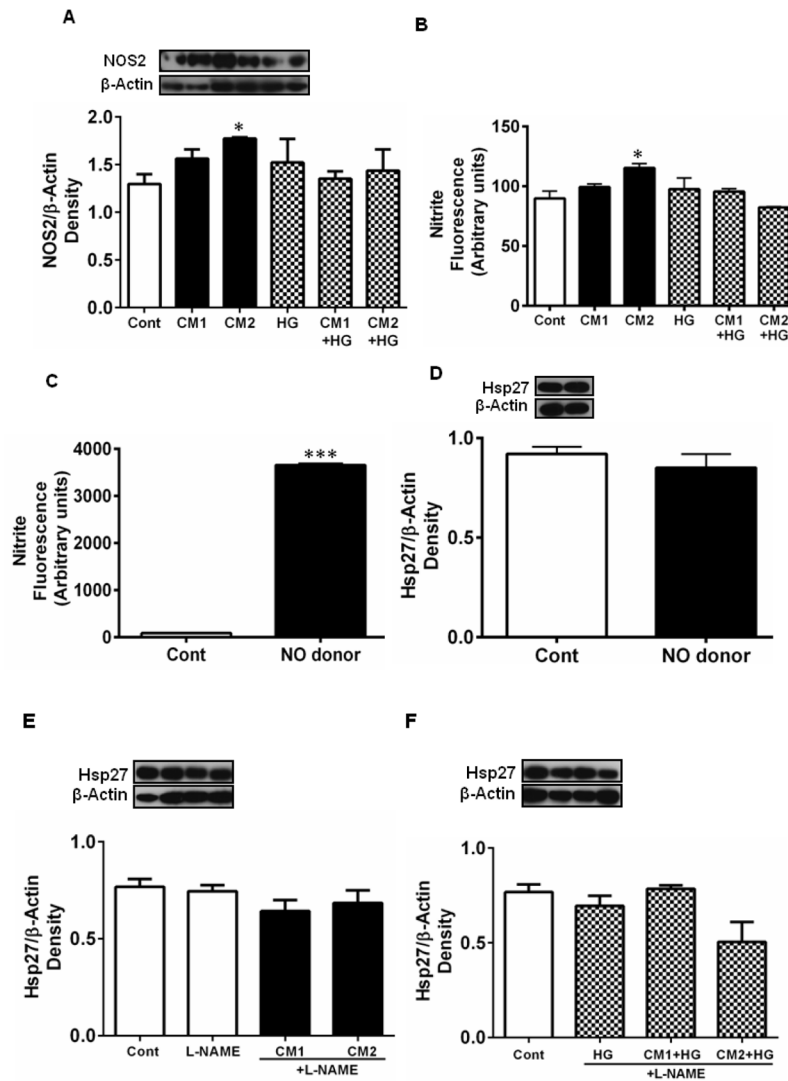 A
NOS2
β-Actin
NOS2/β-Actin
Density
2.0
1.5
1.0
0.5
0.0
*
Cont CM1 CM2 HG CM1 CM2
+HG +HG
B
Nitrite
Fluorescence
(Arbitrary units)
150
100
50
0
*
Cont CM1 CM2 HG CM1 CM2
+HG +HG
C
Nitrite
Fluorescence
(Arbitrary units)
4000
3000
2000
1000
0
***
Cont NO donor
D
Hsp27
β-Actin
Hsp27/β-Actin
Density
1.0
0.5
0.0
Cont NO donor
E
Hsp27
β-Actin
Hsp27/β-Actin
Density
1.0
0.5
0.0
Cont L-NAME CM1 CM2
+L-NAME
F
Hsp27
β-Actin
Hsp27/β-Actin
Density
1.0
0.5
0.0
Cont HG CM1+HG CM2+HG
+L-NAME